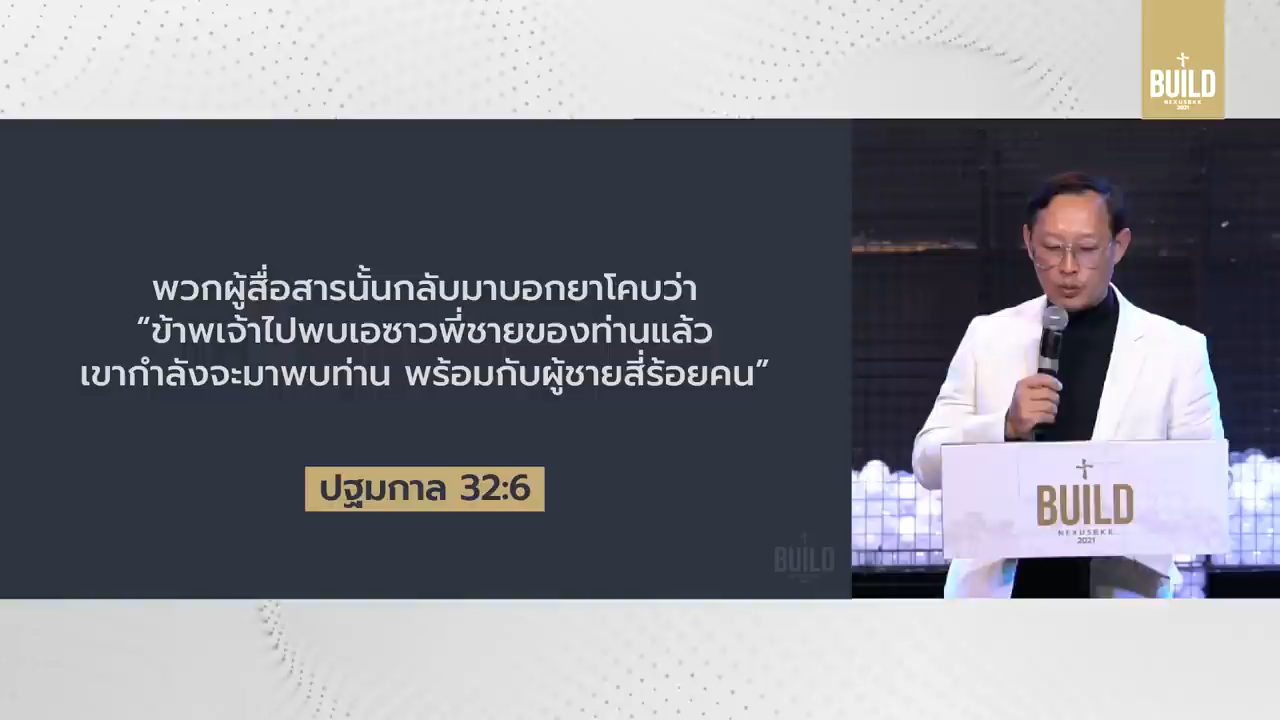 BUILD
NEXUSBKK
2021
พวกผู้สื่อสารนั้นกลับมาบอกยาโคบว่า
“ข้าพเจ้าไปพบเอซาวพี่ชายของท่านแล้ว
เขากำลังจะมาพบท่าน พร้อมกับผู้ชายสี่ร้อยคน”
ปฐมกาล 32:6
BUILD
BUILD
NEXUSBKK
2021